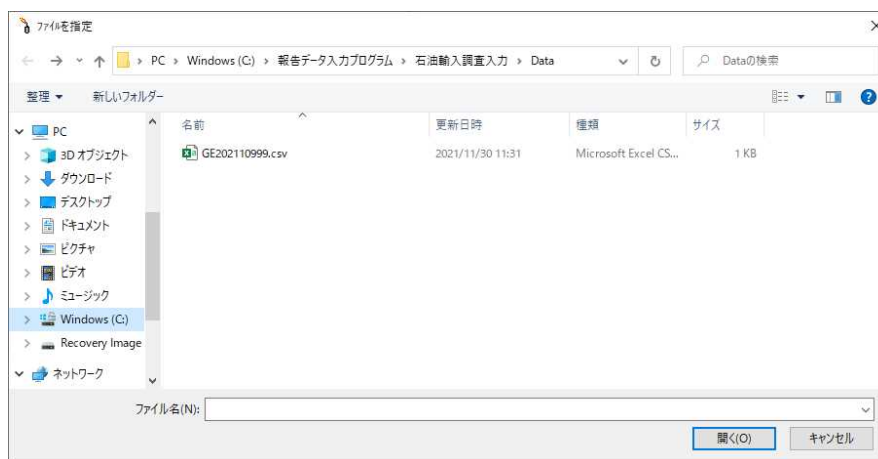 ファイルを指定
PC › Windows (C:) › 報告データ入力プログラム › 石油輸入調査入力 › Data
Dataの検索
整理
新しいフォルダー
PC
3D オブジェクト
ダウンロード
デスクトップ
ドキュメント
ピクチャ
ビデオ
ミュージック
Windows (C:)
Recovery Image
ネットワーク
名前 更新日時 種類 サイズ
GE202110999.csv 2021/11/30 11:31 Microsoft Excel CS... 1 KB
ファイル名(N):
開く(O) キャンセル